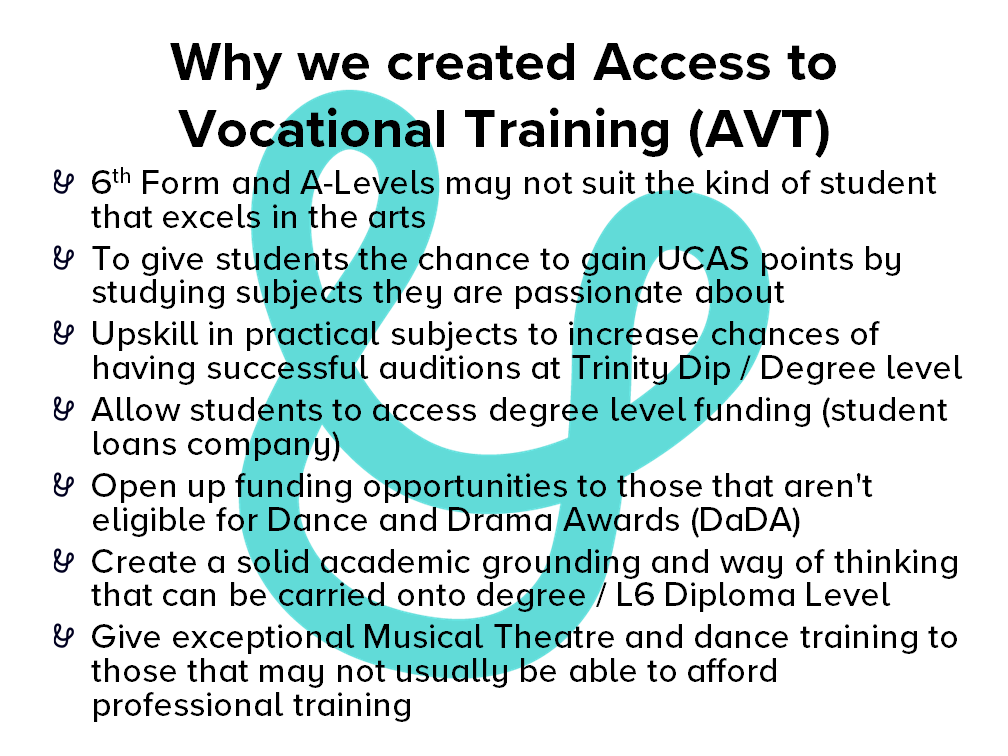 Why we created Access to
Vocational Training (AVT)
6th Form and A-Levels may not suit the kind of student
that excels in the arts
To give students the chance to gain UCAS points by
studying subjects they are passionate about
Upskill in practical subjects to increase chances of
having successful auditions at Trinity Dip / Degree level
Allow students to access degree level funding (student
loans company)
Open up funding opportunities to those that aren't
eligible for Dance and Drama Awards (DaDA)
Create a solid academic grounding and way of thinking
that can be carried onto degree / L6 Diploma Level
Give exceptional Musical Theatre and dance training to
those that may not usually be able to afford
professional training